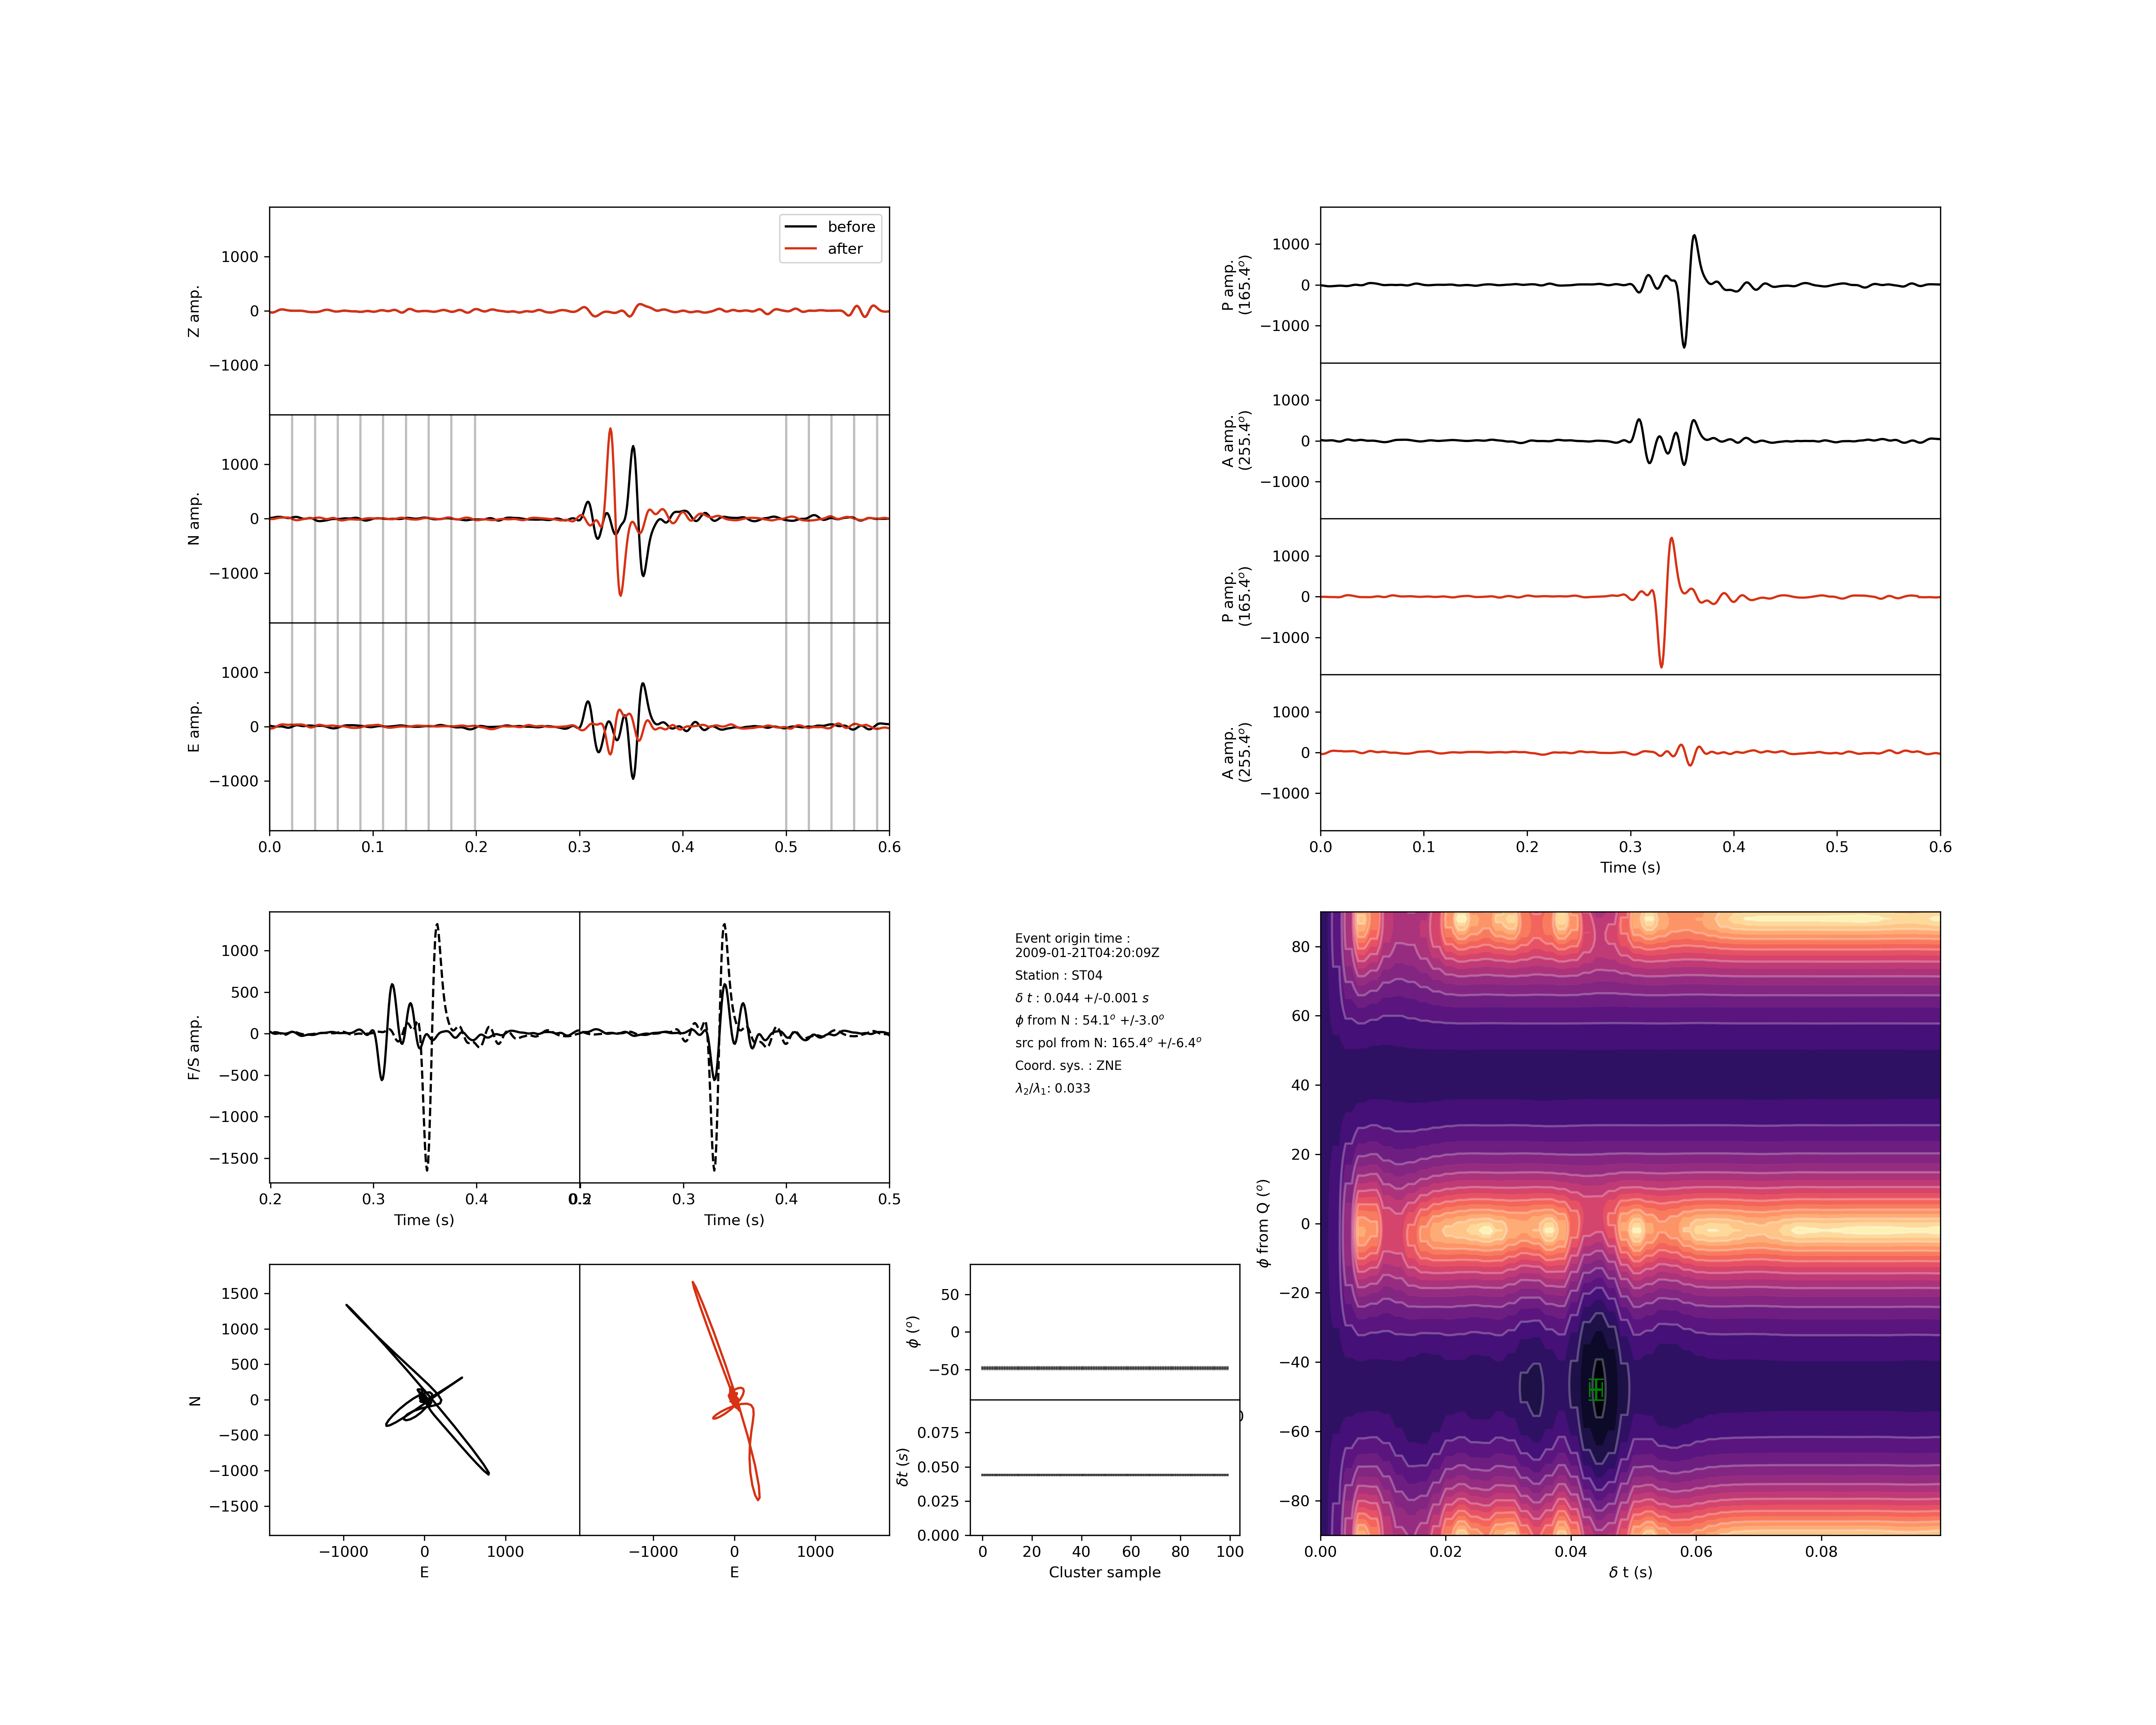 before
after
1000
0
−1000
Z amp.
1000
0
−1000
N amp.
1000
0
−1000
E amp.
0.0 0.1 0.2 0.3 0.4 0.5 0.6
1000
0
−1000
P amp.
(165.4°)
1000
0
−1000
A amp.
(255.4°)
1000
0
−1000
P amp.
(165.4°)
1000
0
−1000
A amp.
(255.4°)
0.0 0.1 0.2 0.3 0.4 0.5 0.6
Time (s)
1000
500
0
−500
−1000
−1500
F/S amp.
0.2 0.3 0.4 0.5
Time (s)
0.2 0.3 0.4 0.5
Time (s)
Event origin time :
2009-01-21T04:20:09Z
Station : ST04
δ t : 0.044 +/-0.001 s
ϕ from N : 54.1° +/-3.0°
src pol from N: 165.4° +/-6.4°
Coord. sys. : ZNE
λ₂/λ₁: 0.033
1500
1000
500
0
−500
−1000
−1500
N
−1000 0 1000
E
−1000 0 1000
E
50
0
−50
ϕ (°)
0.075
0.050
0.025
0.000
δt (s)
0 20 40 60 80 100
Cluster sample
80
60
40
20
0
−20
−40
−60
−80
ϕ from Q (°)
0.00 0.02 0.04 0.06 0.08
δ t (s)